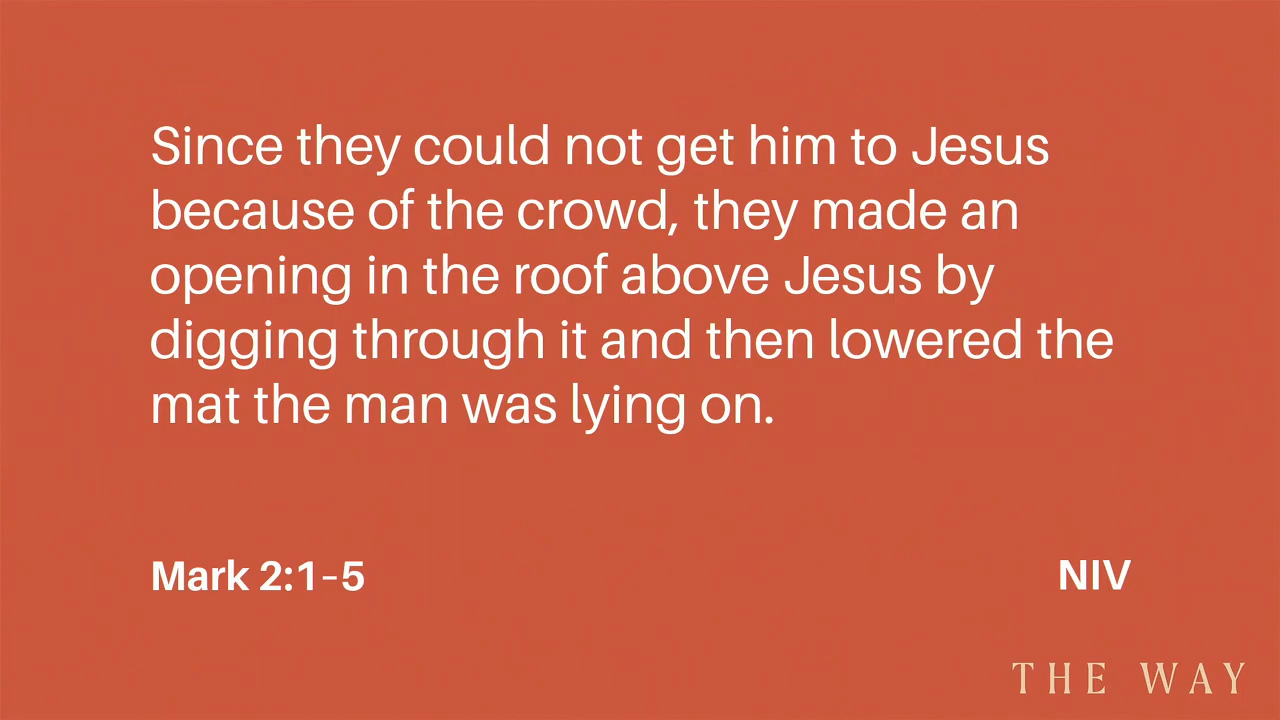 Since they could not get him to Jesus
because of the crowd, they made an
opening in the roof above Jesus by
digging through it and then lowered the
mat the man was lying on.
Mark 2:1–5
NIV
THE WAY